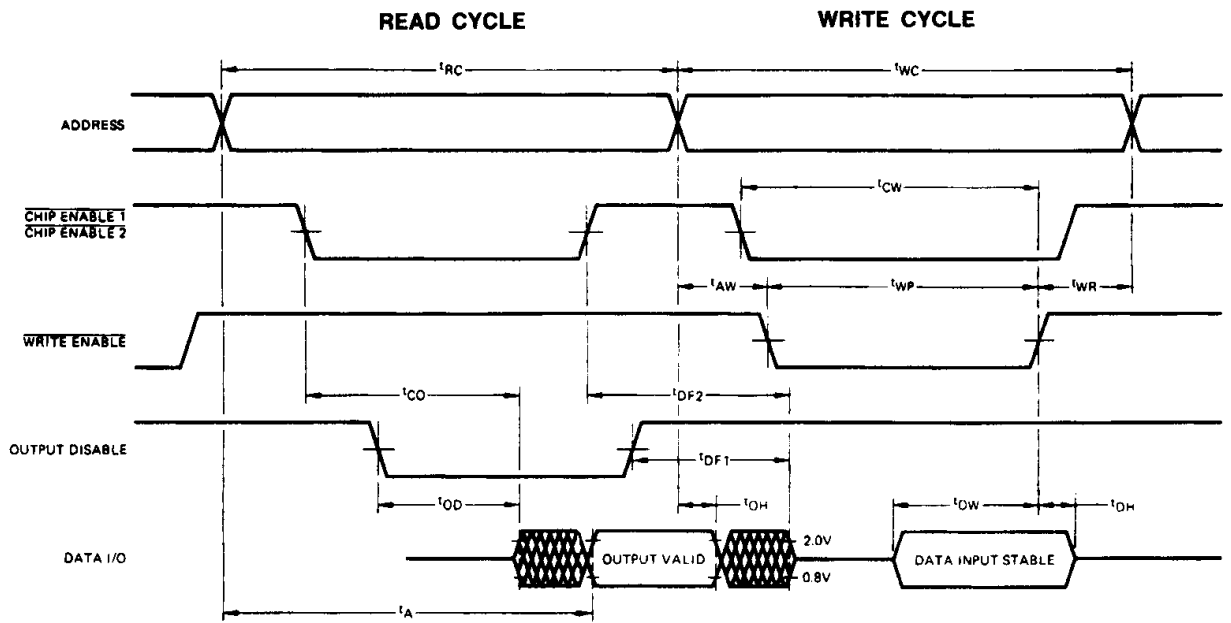 READ CYCLE
WRITE CYCLE
tRC
tWC
ADDRESS
tCW
CHIP ENABLE 1
CHIP ENABLE 2
tAW
tWP
tWR
WRITE ENABLE
tCO
tDF2
OUTPUT DISABLE
tDF1
tOD
tOH
tDW
tDH
DATA I/O
OUTPUT VALID
2.0V
0.8V
DATA INPUT STABLE
tA